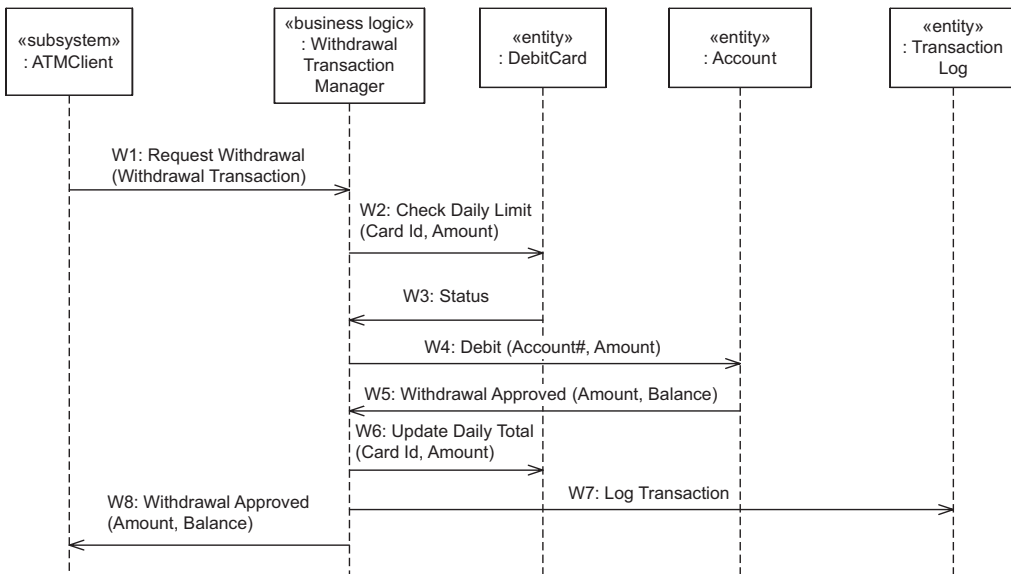 «subsystem»
: ATMClient
«business logic»
: Withdrawal
Transaction
Manager
«entity»
: DebitCard
«entity»
: Account
«entity»
: Transaction
Log
W1: Request Withdrawal
(Withdrawal Transaction)
W2: Check Daily Limit
(Card Id, Amount)
W3: Status
W4: Debit (Account#, Amount)
W5: Withdrawal Approved (Amount, Balance)
W6: Update Daily Total
(Card Id, Amount)
W7: Log Transaction
W8: Withdrawal Approved
(Amount, Balance)